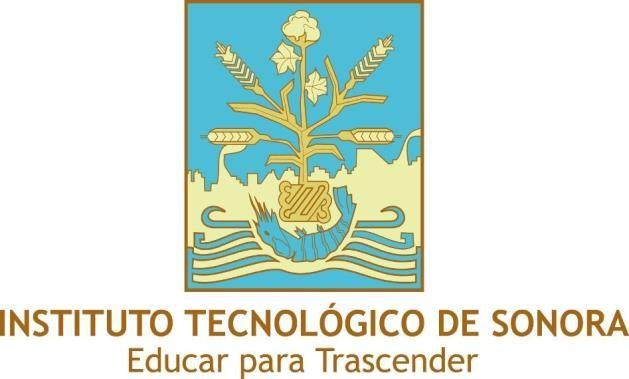 INSTITUTO TECNOLÓGICO DE SONORA
Educar para Trascender